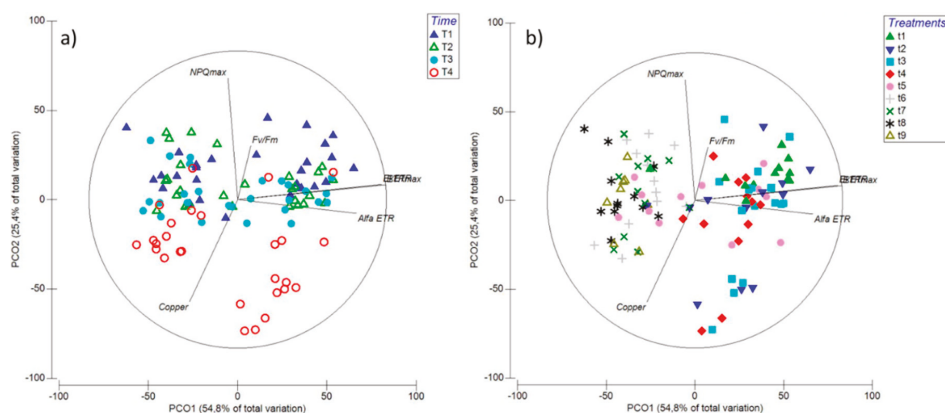 a)
Time
T1
T2
T3
T4
100
50
0
-50
-100
PCO2 (25,4% of total variation)
NPQmax
Fv/Fm
Alfa ETR
Copper
-100
-50
0
50
100
PCO1 (54,8% of total variation)
b)
Treatments
t1
t2
t3
t4
t5
t6
t7
t8
t9
100
50
0
-50
-100
PCO2 (25,4% of total variation)
NPQmax
Fv/Fm
Alfa ETR
Copper
-100
-50
0
50
100
PCO1 (54,8% of total variation)